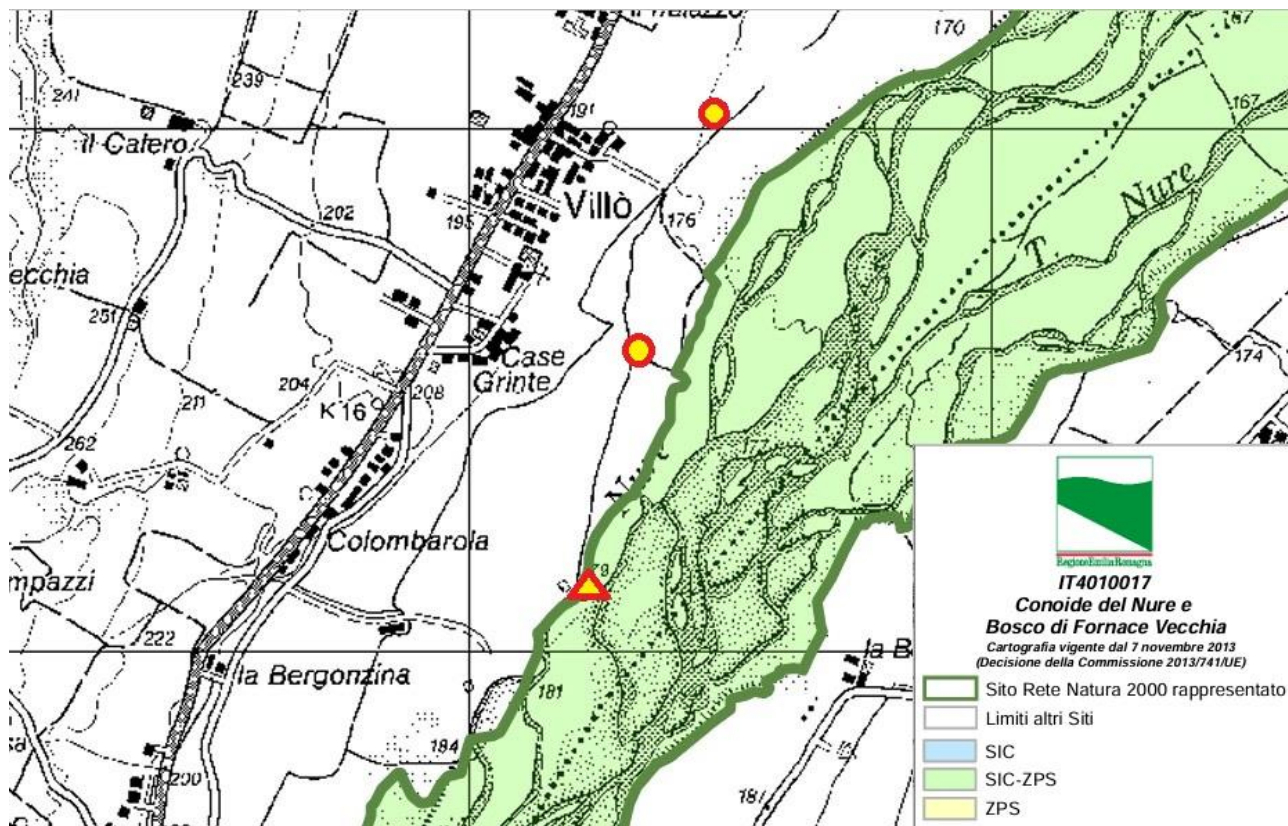 170
187
241
239
191
167
il Cafero
Villò
Nure
202
195
176
T.
ecchia
251
Case
Grinte
174
204
208
211
K 16
262
Colombarola
IT4010017
Conoide del Nure e
Bosco di Fornace Vecchia
Cartografia vigente dal 7 novembre 2013
(Decisione della Commissione 2013/741/UE)
mpazzi
222
la B
la Bergonzina
181
184
200
RegioneEmiliaRomagna
Sito Rete Natura 2000 rappresentato
Limiti altri Siti
SIC
SIC-ZPS
ZPS